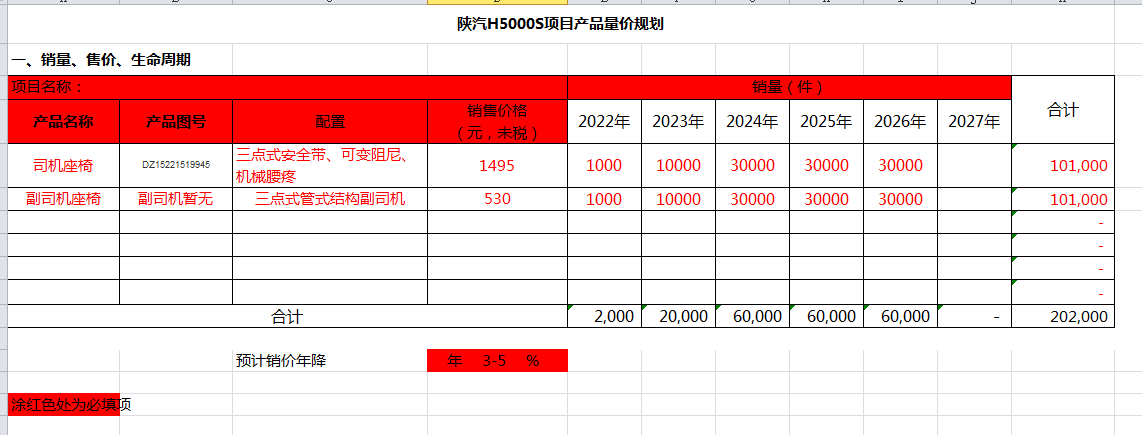 陕汽H5000S项目产品量价规划
一、销量、售价、生命周期
项目名称： 销量（件） 合计
产品名称 产品图号 配置 销售价格
（元，未税） 2022年 2023年 2024年 2025年 2026年 2027年
司机座椅 DZ15221519945 三点式安全带、可变阻尼、
机械腰疼 1495 1000 10000 30000 30000 30000 101,000
副司机座椅 副司机暂无 三点式管式结构副司机 530 1000 10000 30000 30000 30000 101,000
-
-
-
-
合计 2,000 20,000 60,000 60,000 60,000 - 202,000
预计销价年降 年 3-5 %
涂红色处为必填项